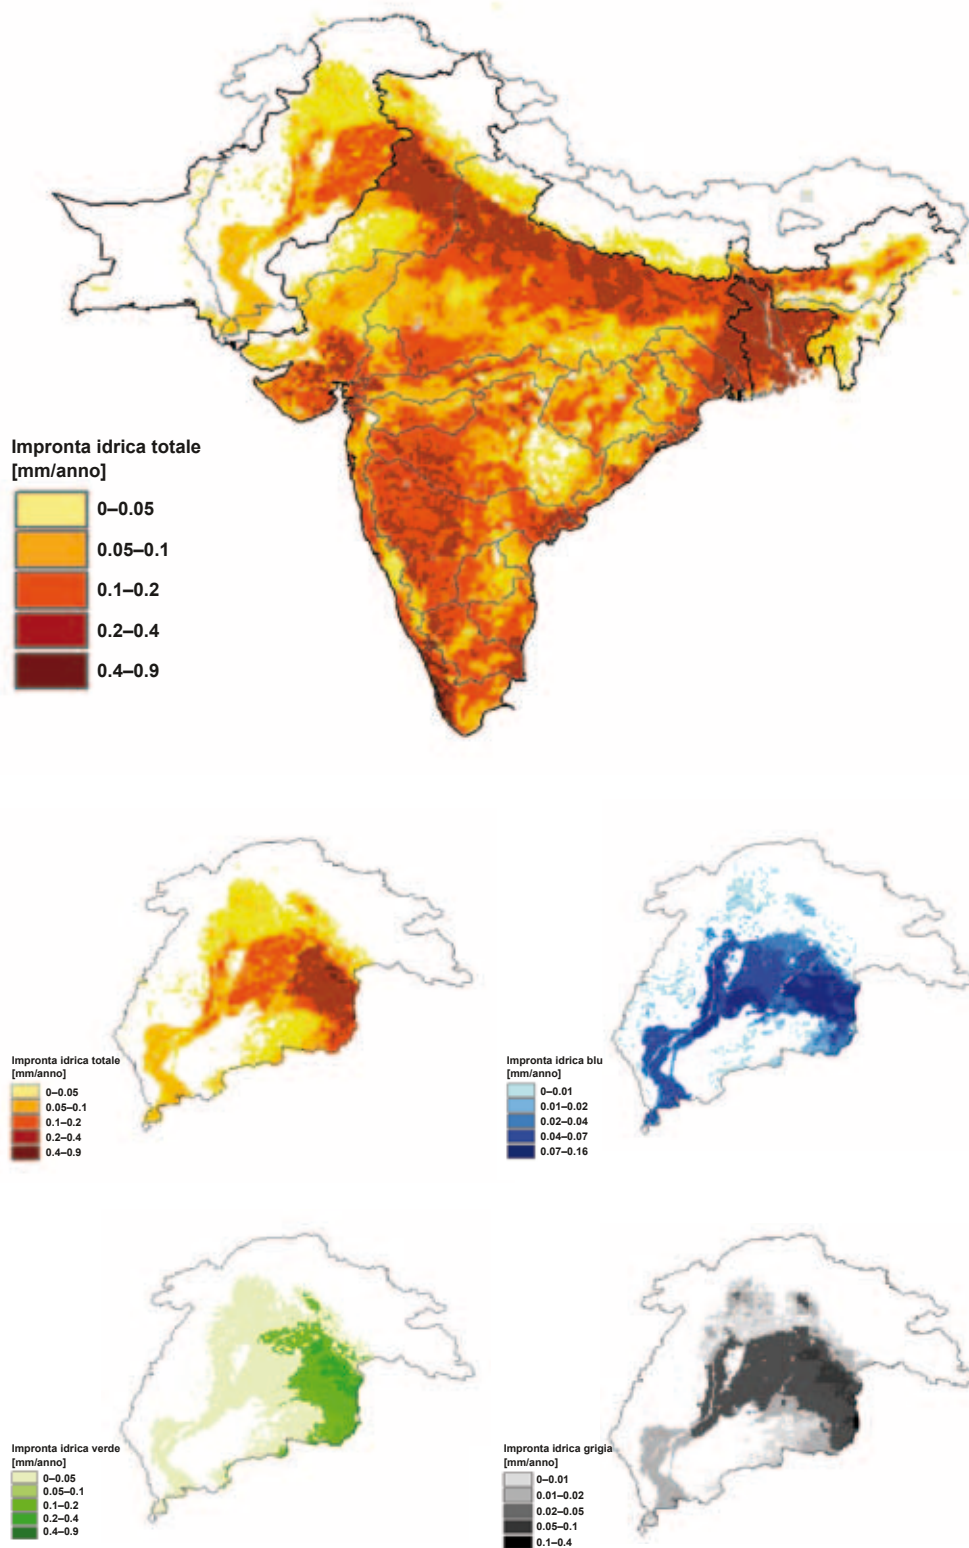 Impronta idrica totale
[mm/anno]
0–0.05
0.05–0.1
0.1–0.2
0.2–0.4
0.4–0.9
Impronta idrica totale
[mm/anno]
0–0.05
0.05–0.1
0.1–0.2
0.2–0.4
0.4–0.9
Impronta idrica blu
[mm/anno]
0–0.01
0.01–0.02
0.02–0.04
0.04–0.07
0.07–0.16
Impronta idrica verde
[mm/anno]
0–0.05
0.05–0.1
0.1–0.2
0.2–0.4
0.4–0.9
Impronta idrica grigia
[mm/anno]
0–0.01
0.01–0.02
0.02–0.05
0.05–0.1
0.1–0.4